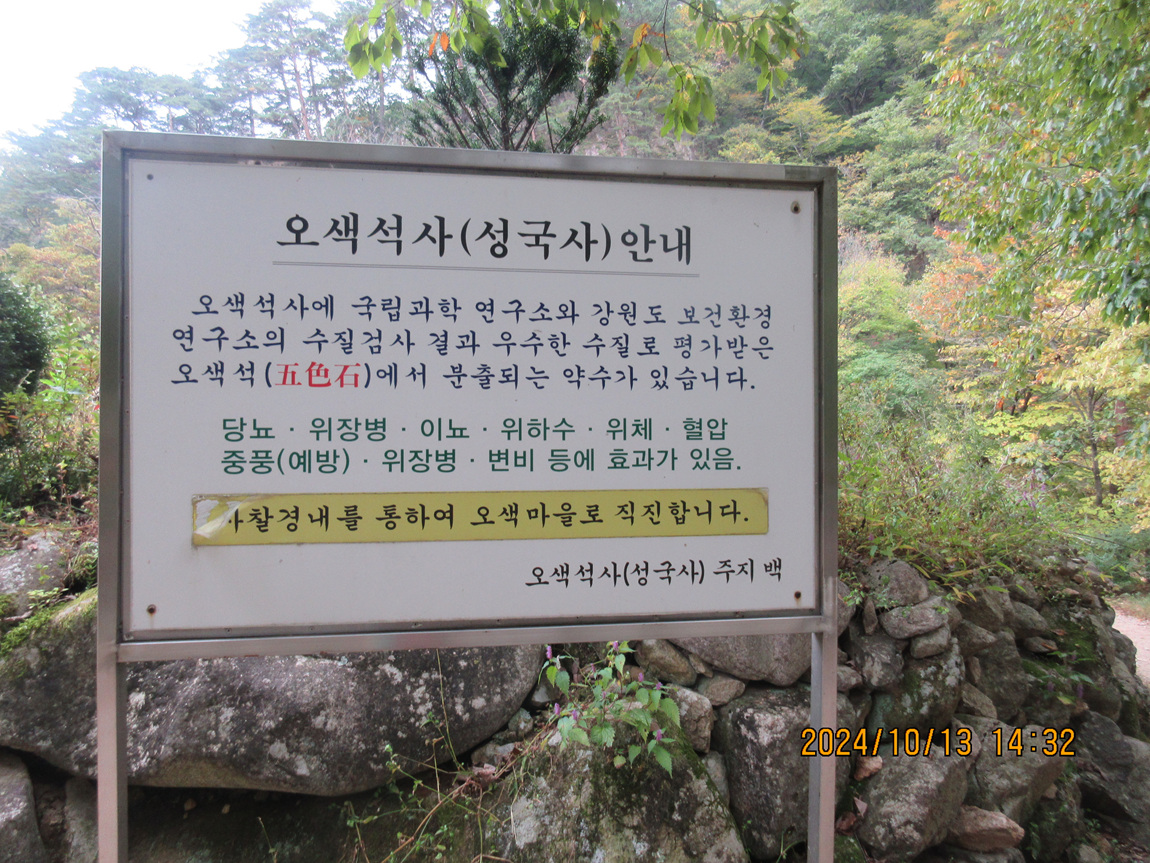 오색석사(성국사)안내
오색석사에 국립과학 연구소와 강원도 보건환경
연구소의 수질검사 결과 우수한 수질로 평가받은
오색석(五色石)에서 분출되는 약수가 있습니다.
당뇨 · 위장병 · 이뇨 · 위하수 · 위체 · 혈압
중풍(예방) · 위장병 · 변비 등에 효과가 있음.
통하여 오색마을로 직진합니다.
오색석사(성국사) 주지 백
2024/10/13 14:32